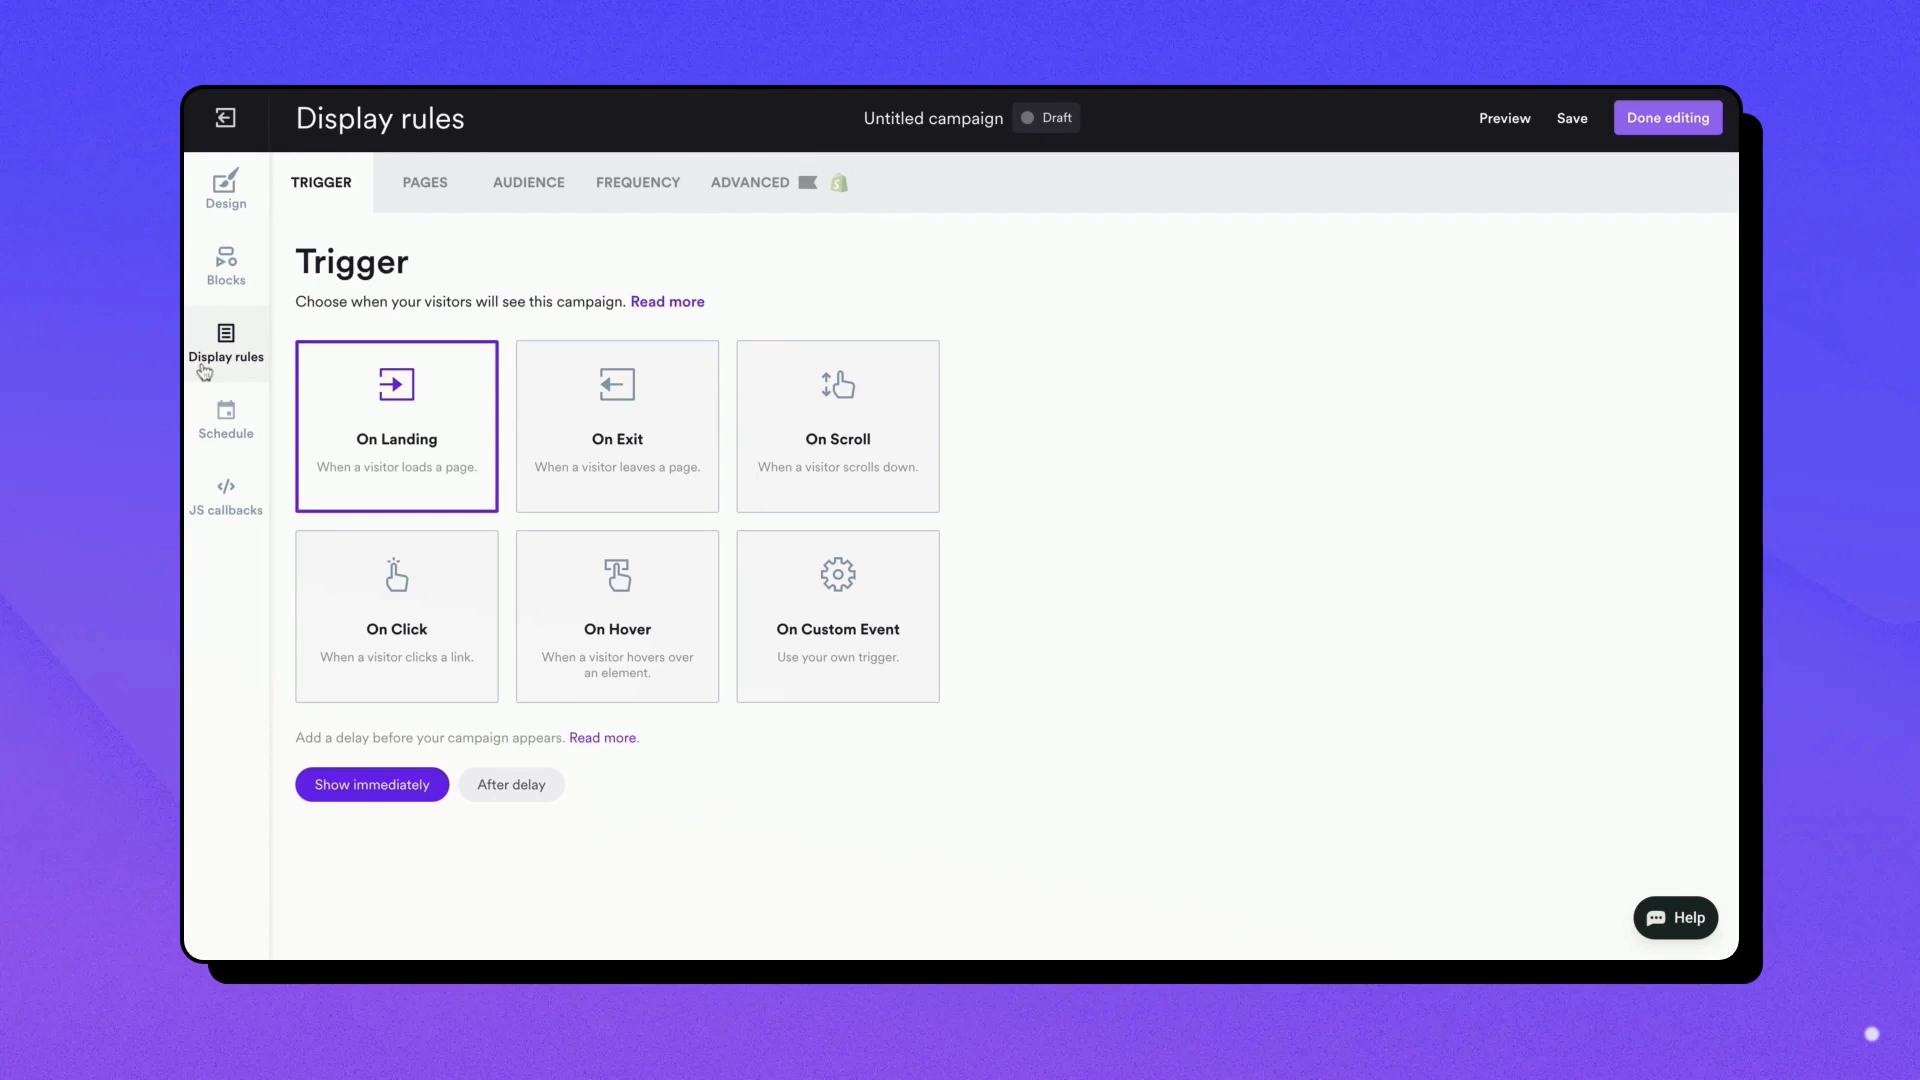 Display rules
Untitled campaign
Draft
Preview
Save
Done editing
Design
Blocks
Display rules
Schedule
JS callbacks
TRIGGER
PAGES
AUDIENCE
FREQUENCY
ADVANCED
Trigger
Choose when your visitors will see this campaign. Read more
On Landing
When a visitor loads a page.
On Exit
When a visitor leaves a page.
On Scroll
When a visitor scrolls down.
On Click
When a visitor clicks a link.
On Hover
When a visitor hovers over
an element.
On Custom Event
Use your own trigger.
Add a delay before your campaign appears. Read more.
Show immediately
After delay
Help